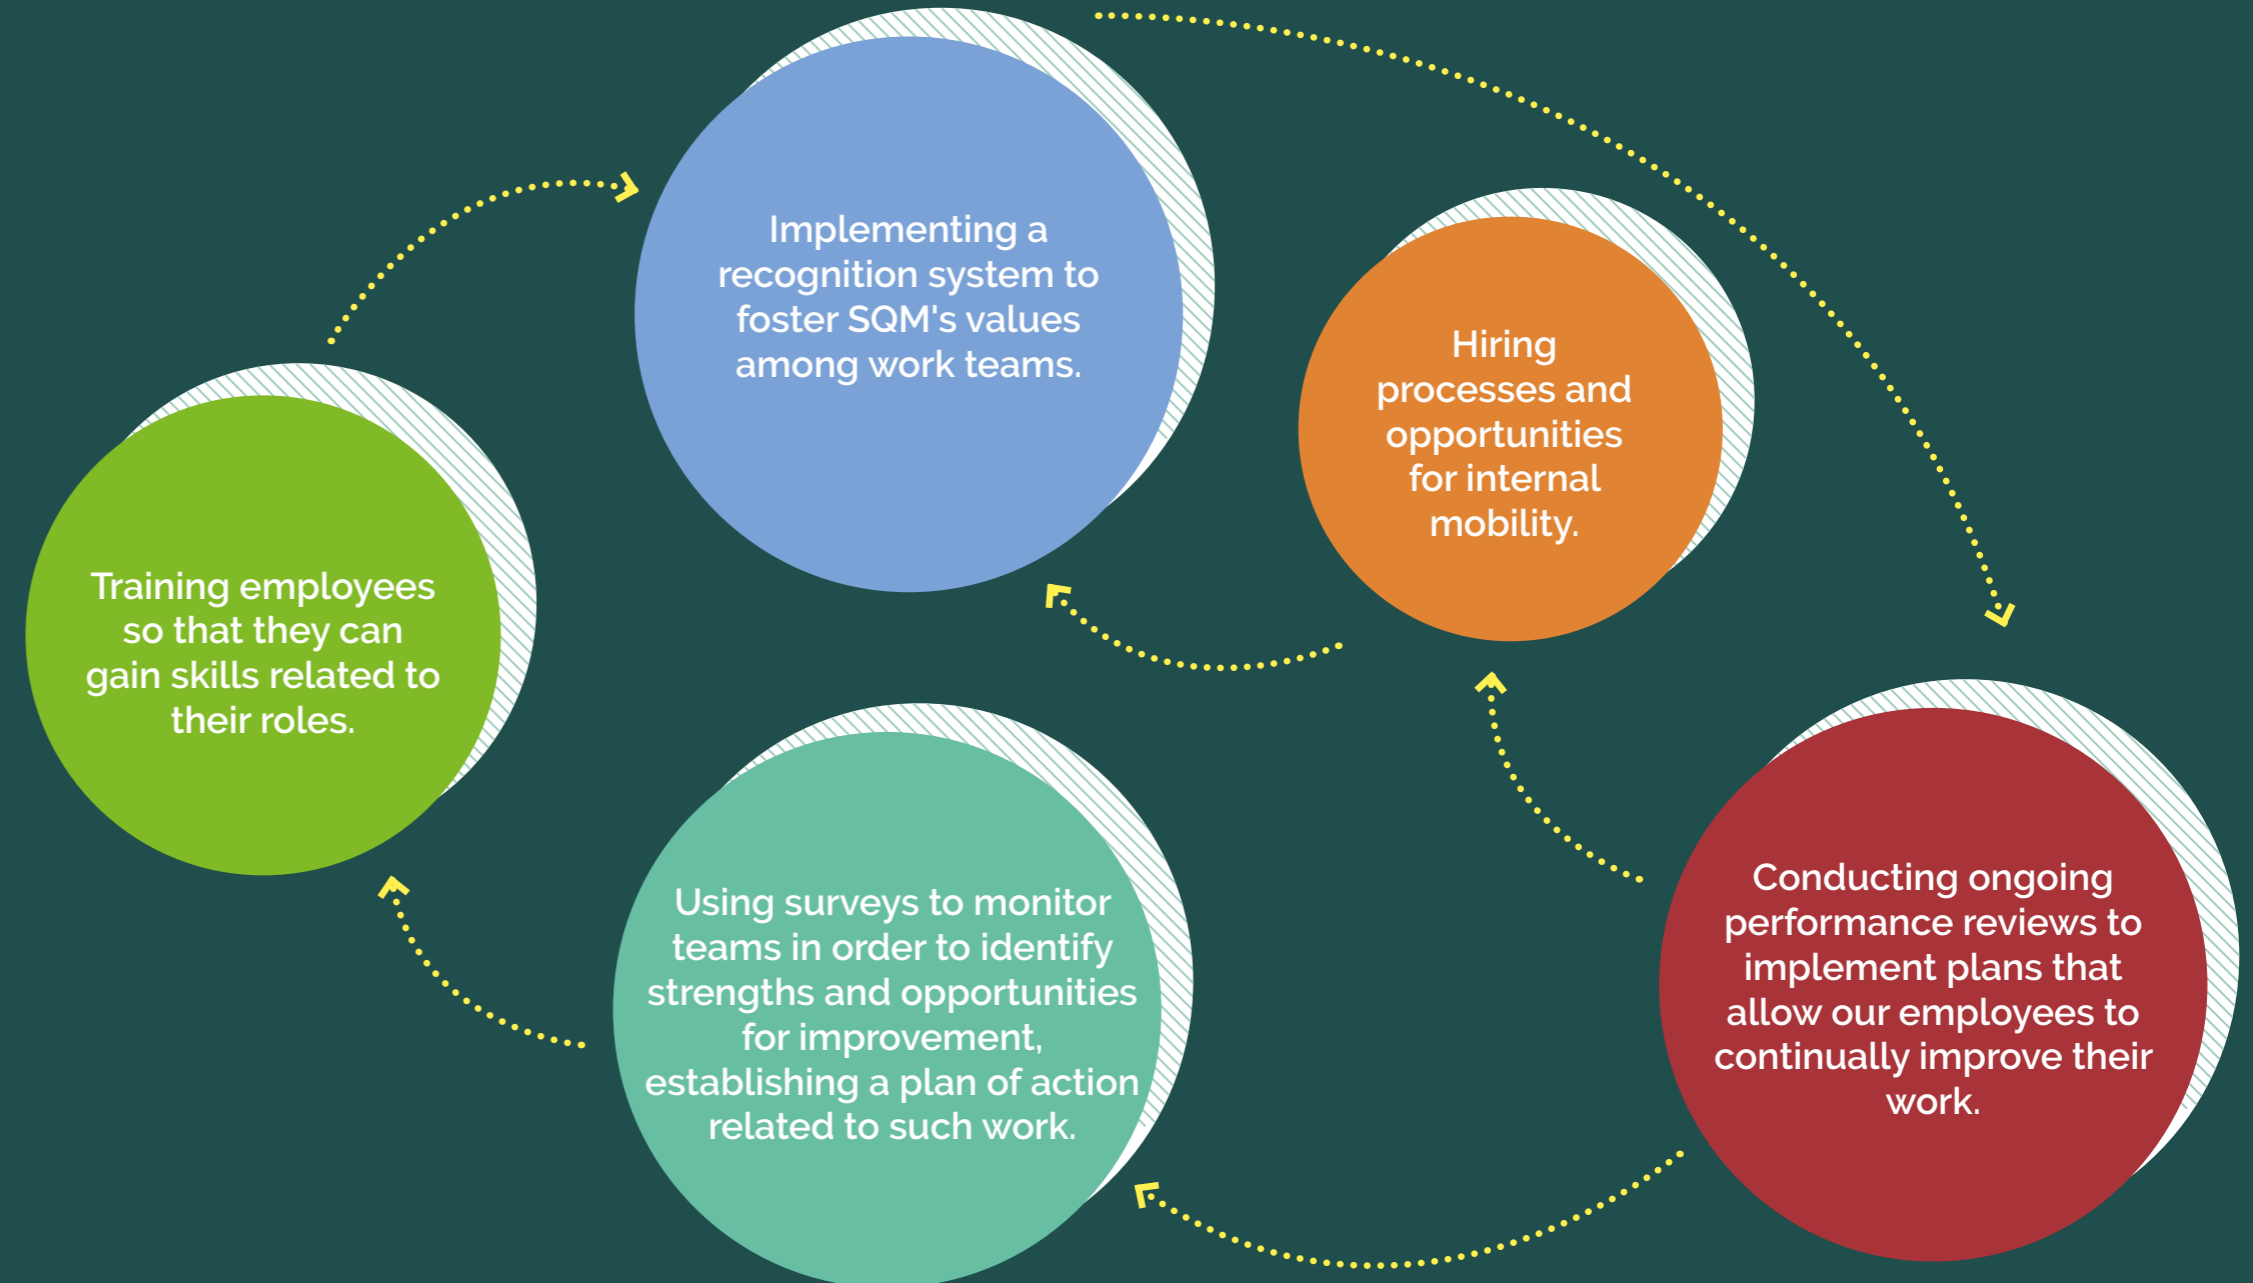 Implementing a
recognition system to
foster SQM's values
among work teams.
Hiring
processes and
opportunities
for internal
mobility.
Training employees
so that they can
gain skills related to
their roles.
Using surveys to monitor
teams in order to identify
strengths and opportunities
for improvement,
establishing a plan of action
related to such work.
Conducting ongoing
performance reviews to
implement plans that
allow our employees to
continually improve their
work.